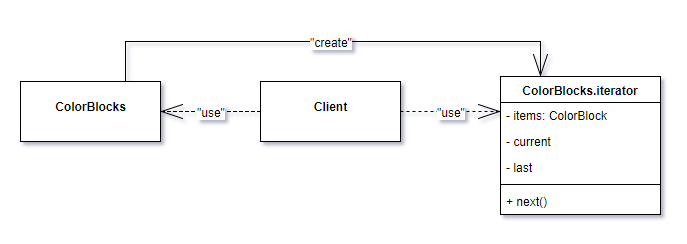 "create"
ColorBlocks
"use"
Client
"use"
ColorBlocks.iterator
- items: ColorBlock
- current
- last
+ next()